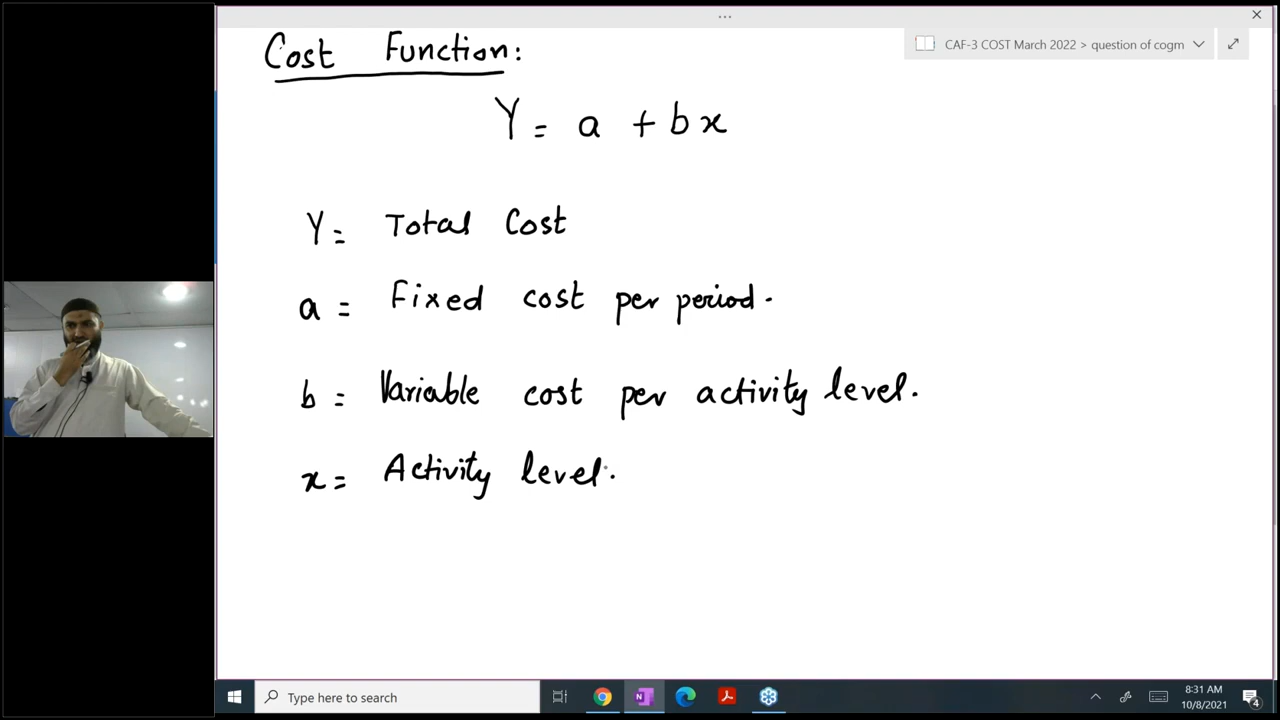 ...
CAF-3 COST March 2022 > question of cogm
Cost Function:
Y = a + bx
Y = Total Cost
a = Fixed cost per period.
b = Variable cost per activity level.
x = Activity level.
Type here to search
8:31 AM
10/8/2021
4